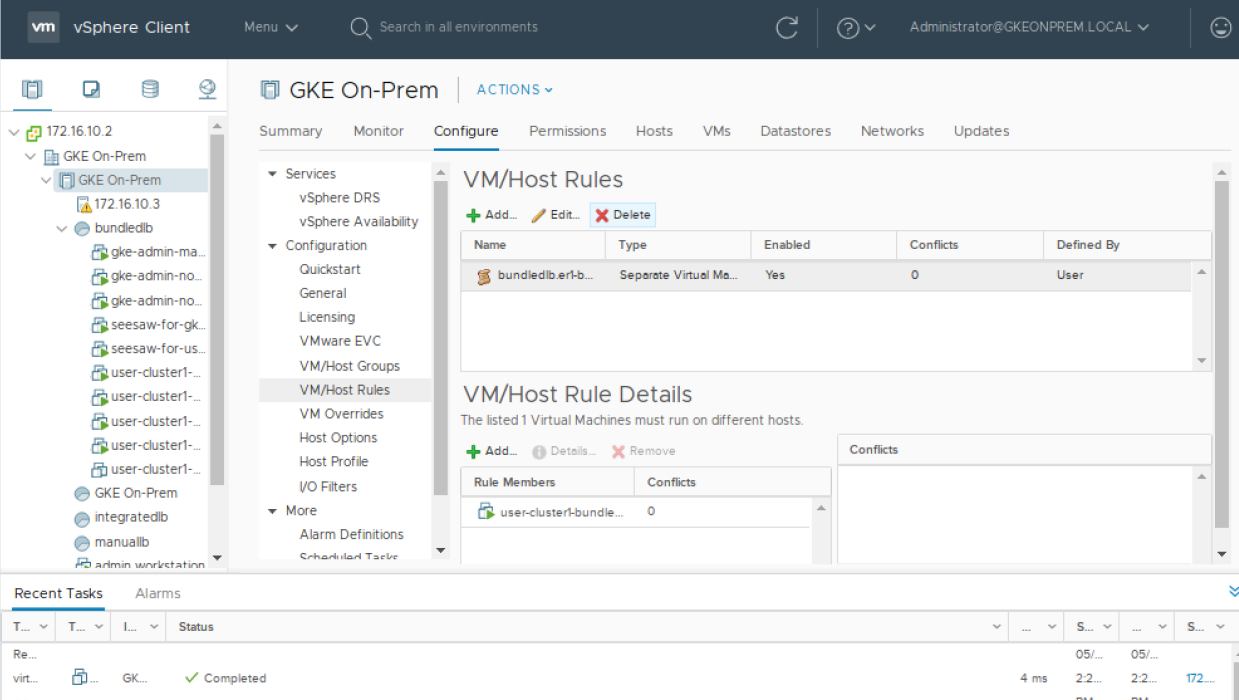 vm vSphere Client Menu Search in all environments Administrator@GKEONPREM.LOCAL
GKE On-Prem ACTIONS
Summary Monitor Configure Permissions Hosts VMs Datastores Networks Updates
172.16.10.2
GKE On-Prem
GKE On-Prem
172.16.10.3
bundledlb
gke-admin-ma...
gke-admin-no...
gke-admin-no...
seesaw-for-gk...
seesaw-for-us...
user-cluster1-...
user-cluster1-...
user-cluster1-...
user-cluster1-...
user-cluster1-...
GKE On-Prem
integratedlb
manuallb
admin workstation
Services
vSphere DRS
vSphere Availability
Configuration
Quickstart
General
Licensing
VMware EVC
VM/Host Groups
VM/Host Rules
VM Overrides
Host Options
Host Profile
I/O Filters
More
Alarm Definitions
Scheduled Tasks
VM/Host Rules
Add... Edit... Delete
Name Type Enabled Conflicts Defined By
bundledlb.er1-b... Separate Virtual Ma... Yes 0 User
VM/Host Rule Details
The listed 1 Virtual Machines must run on different hosts.
Add... Details... Remove
Rule Members Conflicts
user-cluster1-bundle... 0
Conflicts
Recent Tasks Alarms
T... T... I... Status ... S... ... S...
Re... 05/... 05/...
virt... ... GK... Completed 4 ms 2:2... 2:2... 172....
PM PM